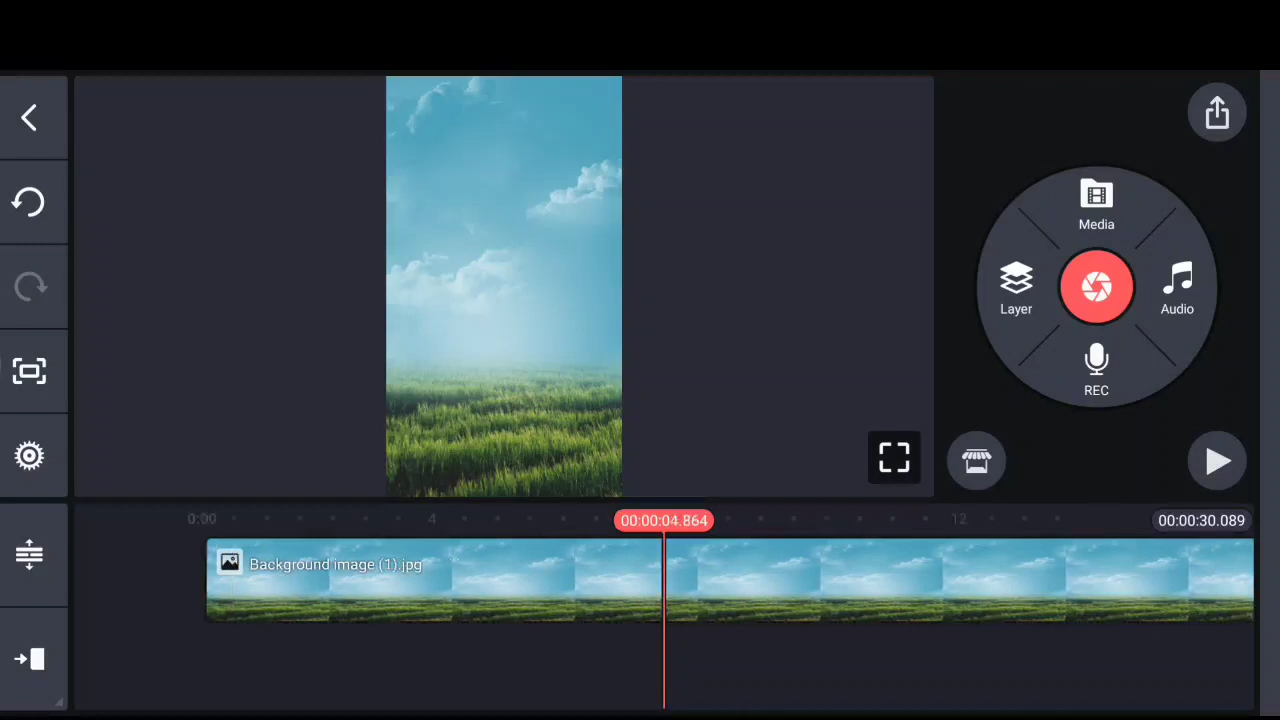 Media
Layer
Audio
REC
0:00
4
00:00:04.864
12
00:00:30.089
Background image (1).jpg